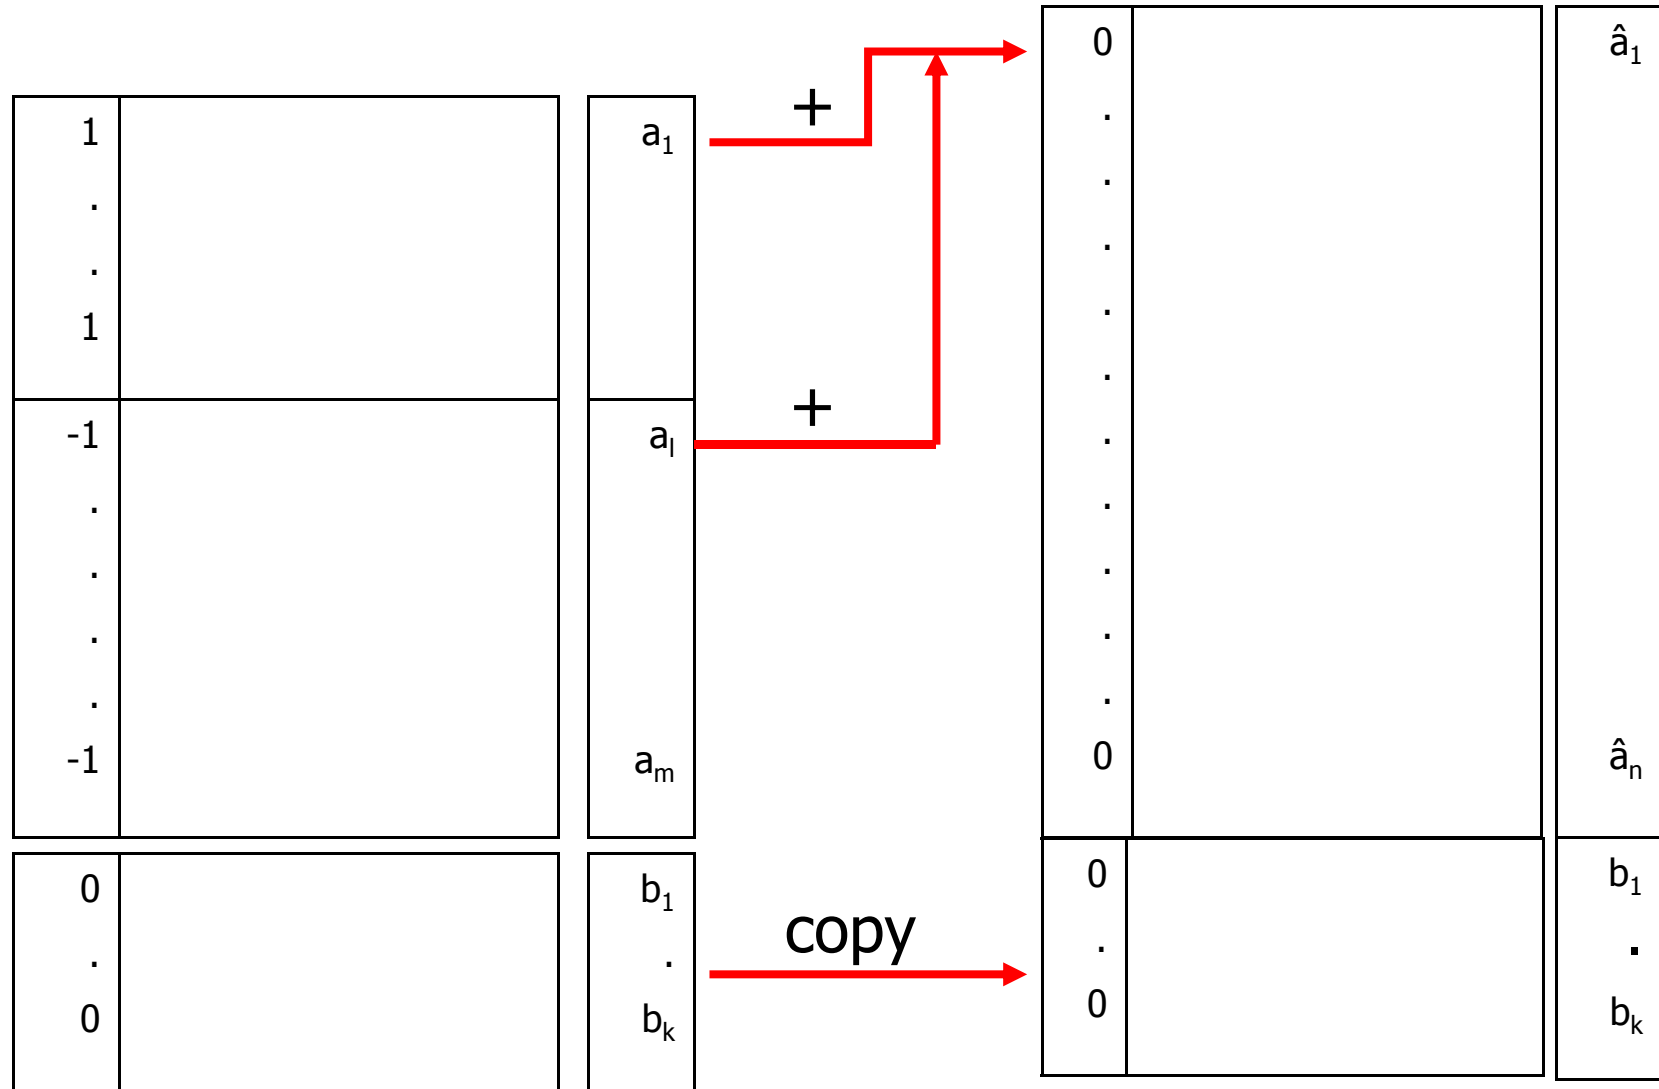 0 â1
1 a1 +
.
.
.
.
1
.
.
-1 al +
.
.
.
.
.
.
.
.
-1 am 0 ân
0 b1 copy 0 b1
. . . .
0 bk 0 bk